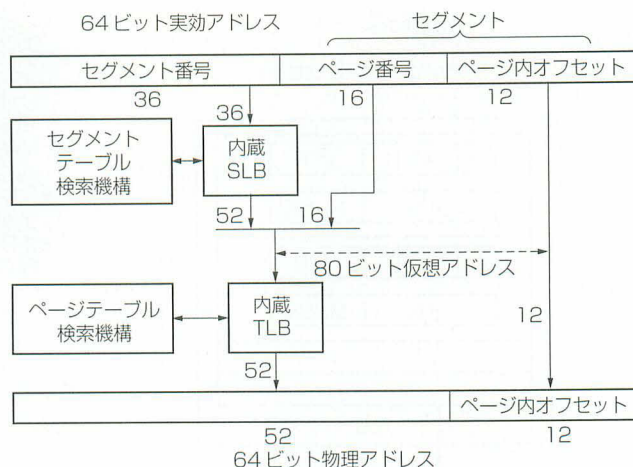 64ビット実効アドレス
セグメント
セグメント番号
ページ番号
ページ内オフセット
36
16
12
セグメント
テーブル
検索機構
36
内蔵
SLB
52
16
80ビット仮想アドレス
ページテーブル
検索機構
内蔵
TLB
12
52
ページ内オフセット
52
12
64ビット物理アドレス